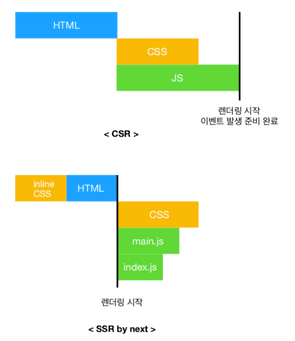 HTML
CSS
JS
렌더링 시작
이벤트 발생 준비 완료
< CSR >
inline
CSS
HTML
CSS
main.js
index.js
렌더링 시작
< SSR by next >